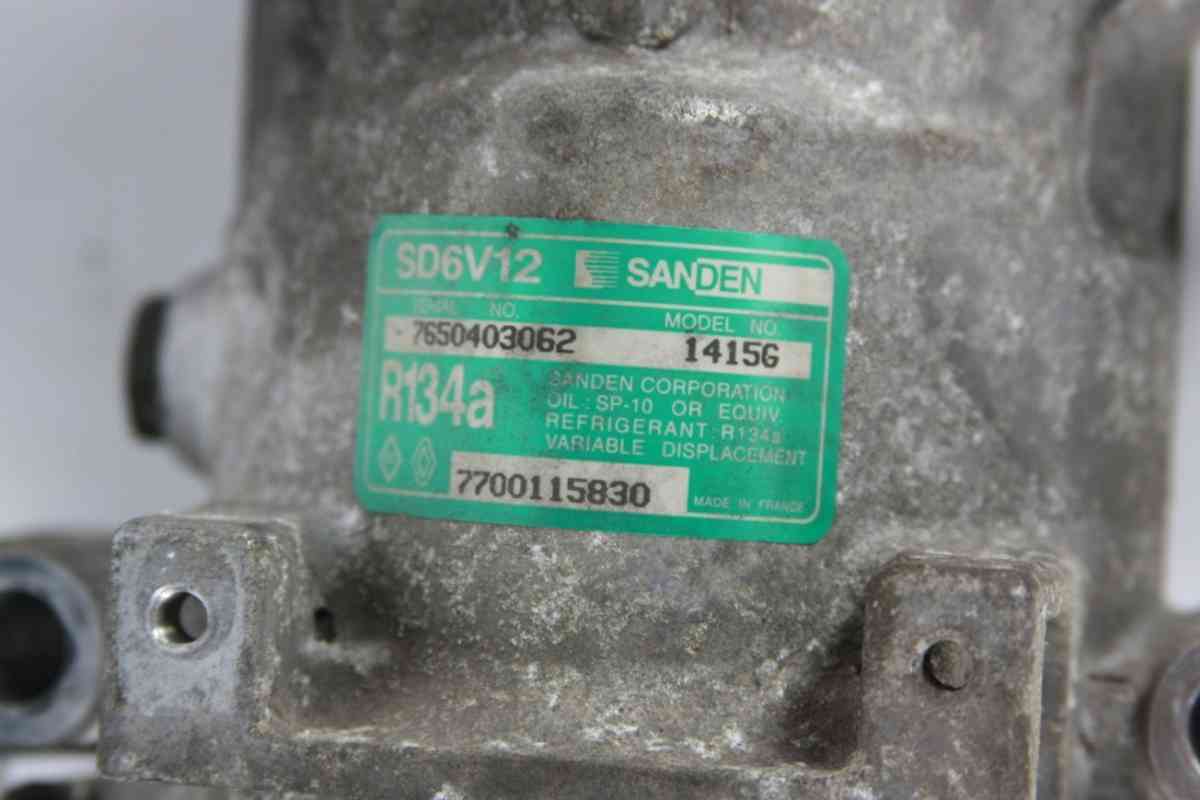 SD6V12 SANDEN
SERIAL NO. MODEL NO.
7650403062 1415G
R134a
SANDEN CORPORATION
OIL : SP-10 OR EQUIV.
REFRIGERANT : R134a
VARIABLE DISPLACEMENT
7700115830
MADE IN FRANCE